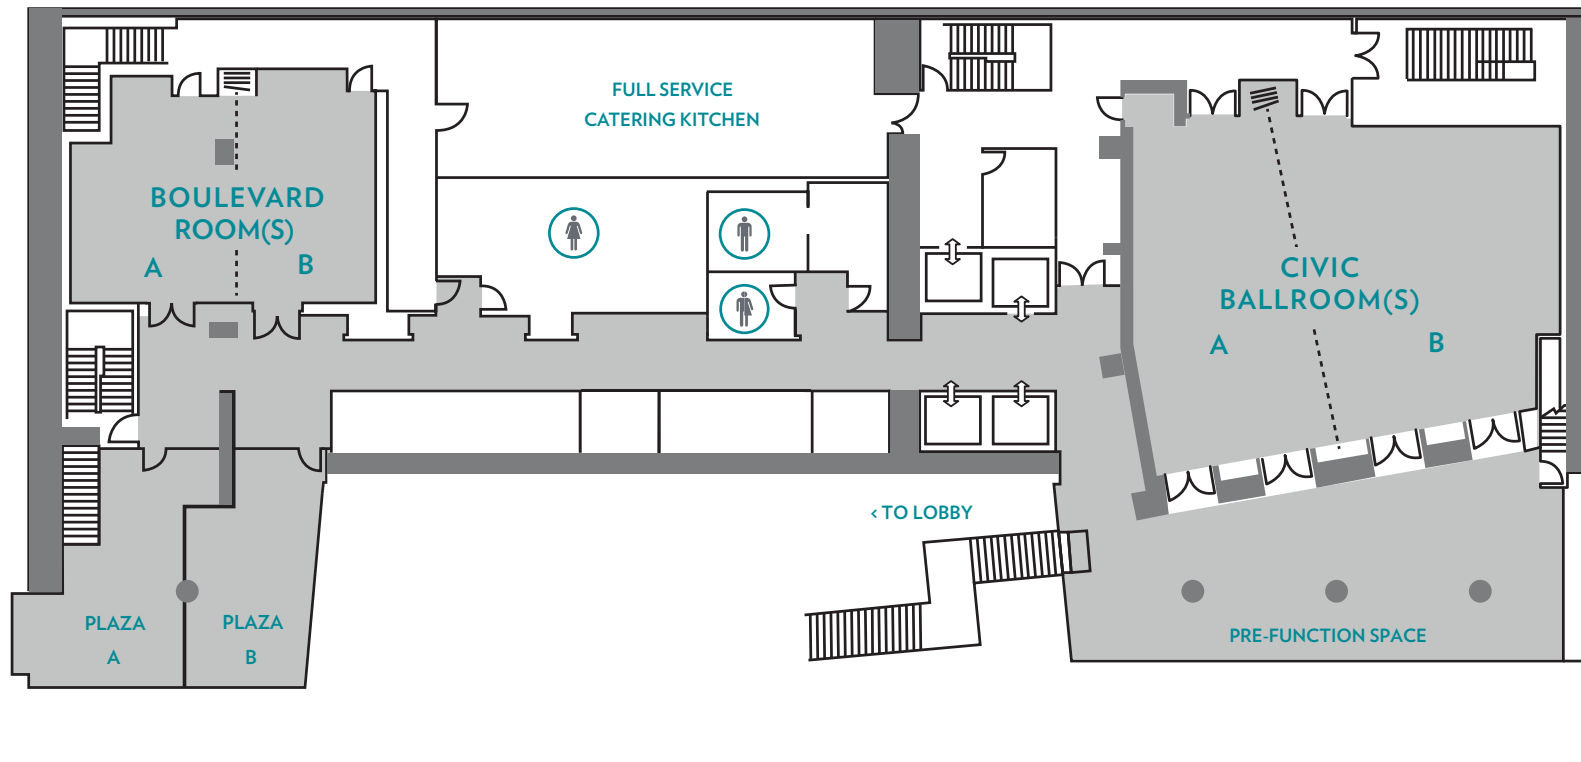 FULL SERVICE
CATERING KITCHEN
BOULEVARD
ROOM(S)
A
B
CIVIC
BALLROOM(S)
A
B
< TO LOBBY
PLAZA
A
PLAZA
B
PRE-FUNCTION SPACE